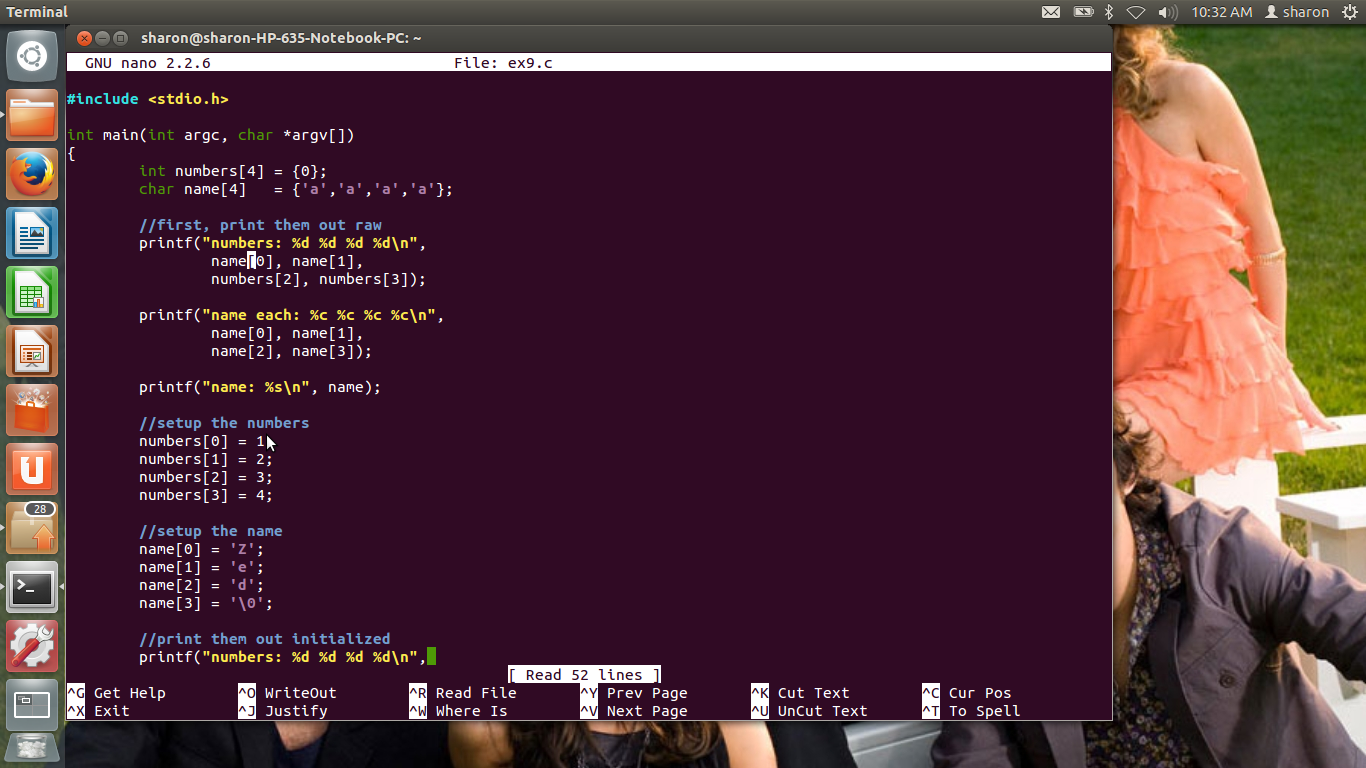 Terminal
10:32 AM sharon
sharon@sharon-HP-635-Notebook-PC: ~
GNU nano 2.2.6 File: ex9.c
#include <stdio.h>
int main(int argc, char *argv[])
{
int numbers[4] = {0};
char name[4] = {'a','a','a','a'};
//first, print them out raw
printf("numbers: %d %d %d %d\n",
name[0], name[1],
numbers[2], numbers[3]);
printf("name each: %c %c %c %c\n",
name[0], name[1],
name[2], name[3]);
printf("name: %s\n", name);
//setup the numbers
numbers[0] = 1;
numbers[1] = 2;
numbers[2] = 3;
numbers[3] = 4;
//setup the name
name[0] = 'Z';
name[1] = 'e';
name[2] = 'd';
name[3] = '\0';
//print them out initialized
printf("numbers: %d %d %d %d\n",
[ Read 52 lines ]
^G Get Help ^O WriteOut ^R Read File ^Y Prev Page ^K Cut Text ^C Cur Pos
^X Exit ^J Justify ^W Where Is ^V Next Page ^U UnCut Text ^T To Spell
28